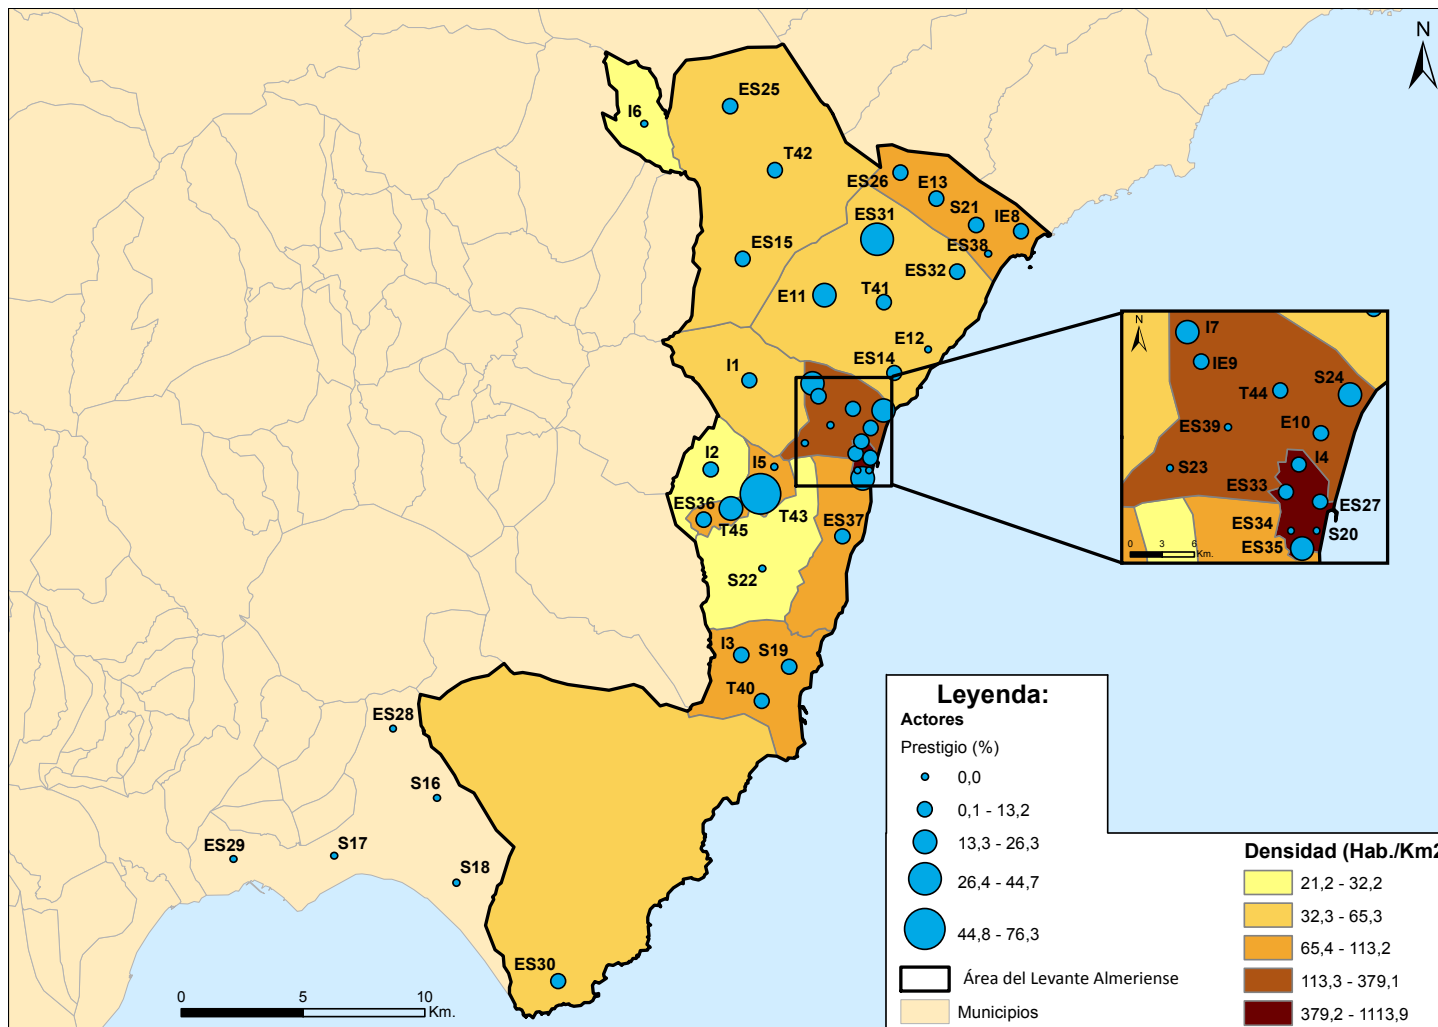 N
ES25
I6
T42
ES26
E13
S21
IE8
ES31
ES38
ES15
ES32
E11
T41
E12
ES14
I1
N
I7
IE9
S24
T44
ES39
E10
I4
S23
ES33
ES27
ES34
S20
ES35
0 3 6
Km.
I2
I5
ES36
T43
T45
ES37
S22
I3
S19
T40
ES28
S16
S17
ES29
S18
ES30
0 5 10
Km.
Leyenda:
Actores
Prestigio (%)
0,0
0,1 - 13,2
13,3 - 26,3
26,4 - 44,7
44,8 - 76,3
Área del Levante Almeriense
Municipios
Densidad (Hab./Km2
21,2 - 32,2
32,3 - 65,3
65,4 - 113,2
113,3 - 379,1
379,2 - 1113,9